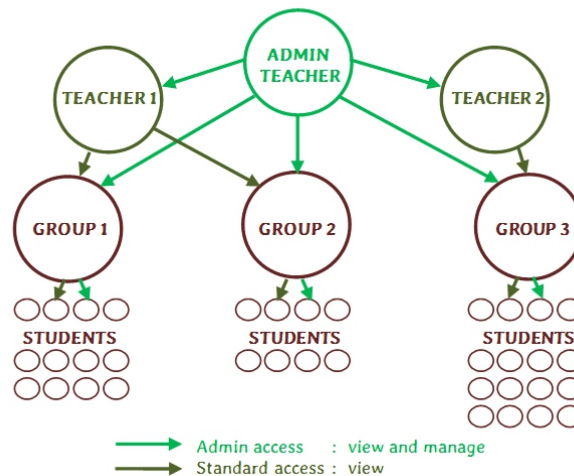 ADMIN
TEACHER
TEACHER 1
TEACHER 2
GROUP 1
GROUP 2
GROUP 3
STUDENTS
STUDENTS
STUDENTS
Admin access : view and manage
Standard access : view